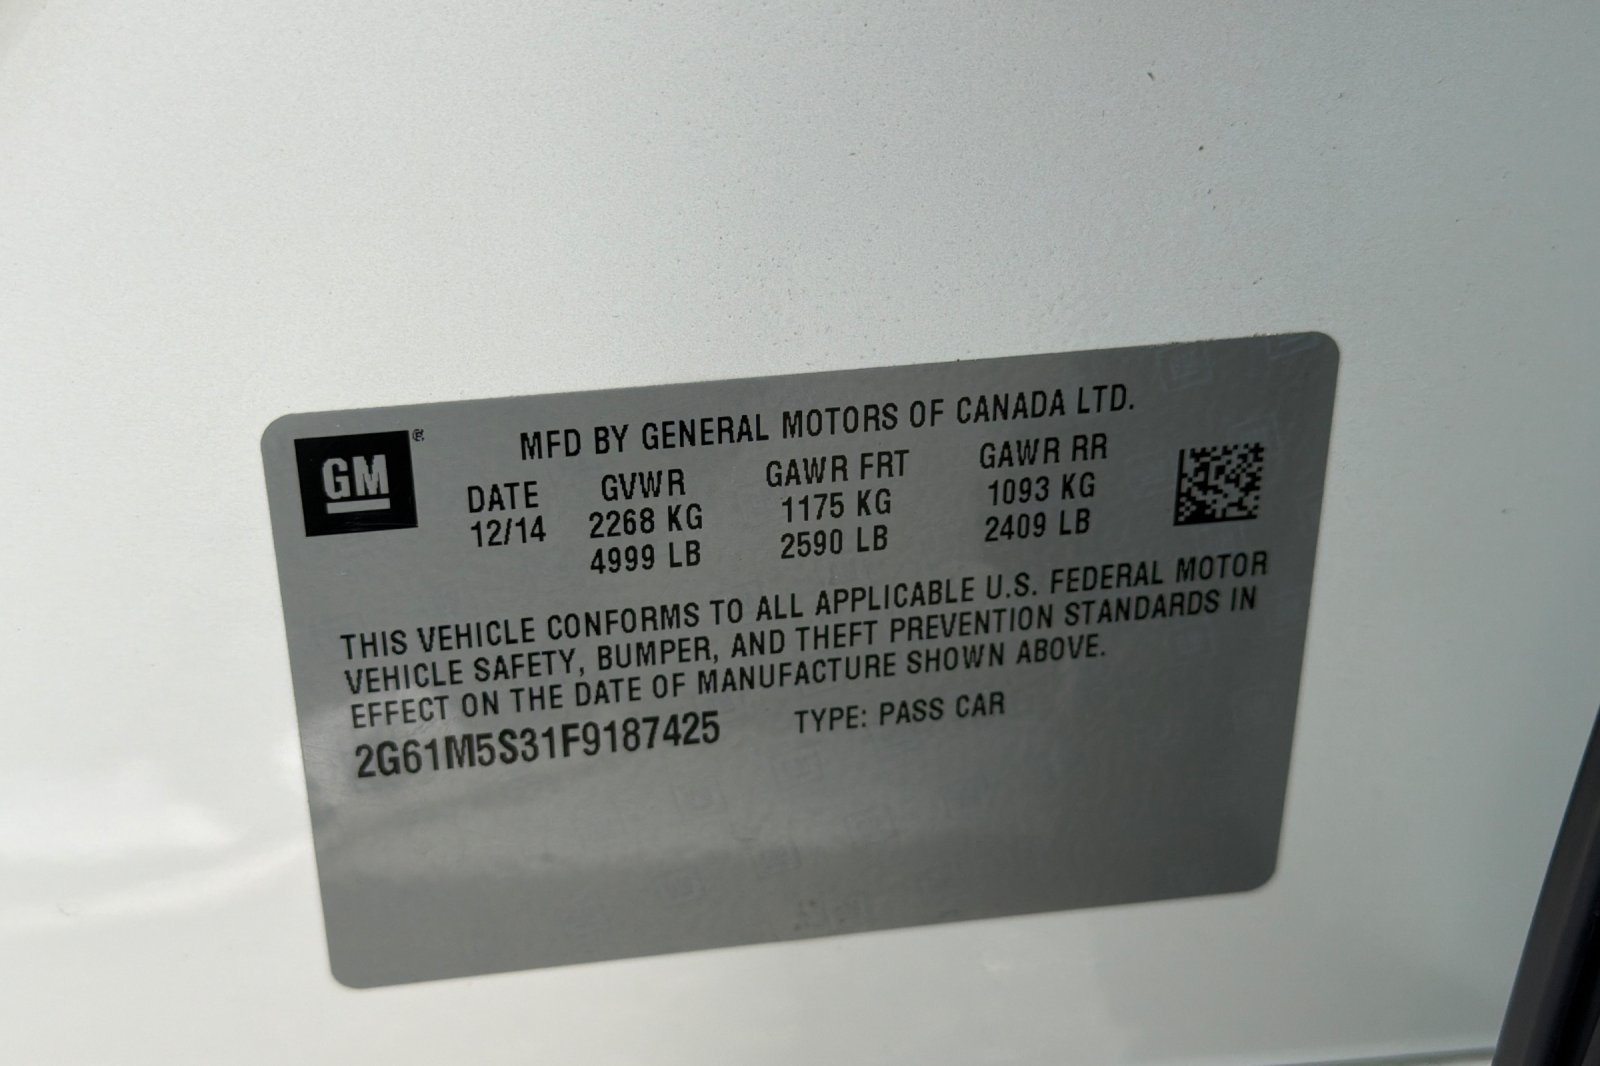 GM ®
MFD BY GENERAL MOTORS OF CANADA LTD.
DATE GVWR GAWR FRT GAWR RR
12/14 2268 KG 1175 KG 1093 KG
4999 LB 2590 LB 2409 LB
THIS VEHICLE CONFORMS TO ALL APPLICABLE U.S. FEDERAL MOTOR
VEHICLE SAFETY, BUMPER, AND THEFT PREVENTION STANDARDS IN
EFFECT ON THE DATE OF MANUFACTURE SHOWN ABOVE.
2G61M5S31F9187425 TYPE: PASS CAR